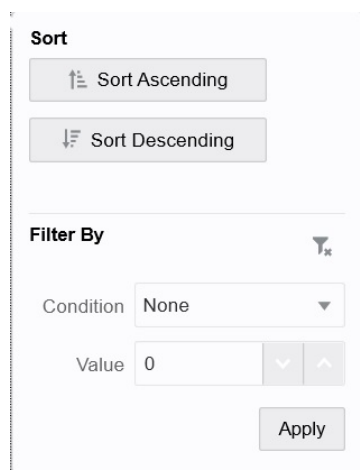 Sort
Sort Ascending
Sort Descending
Filter By
Condition None
Value 0
Apply